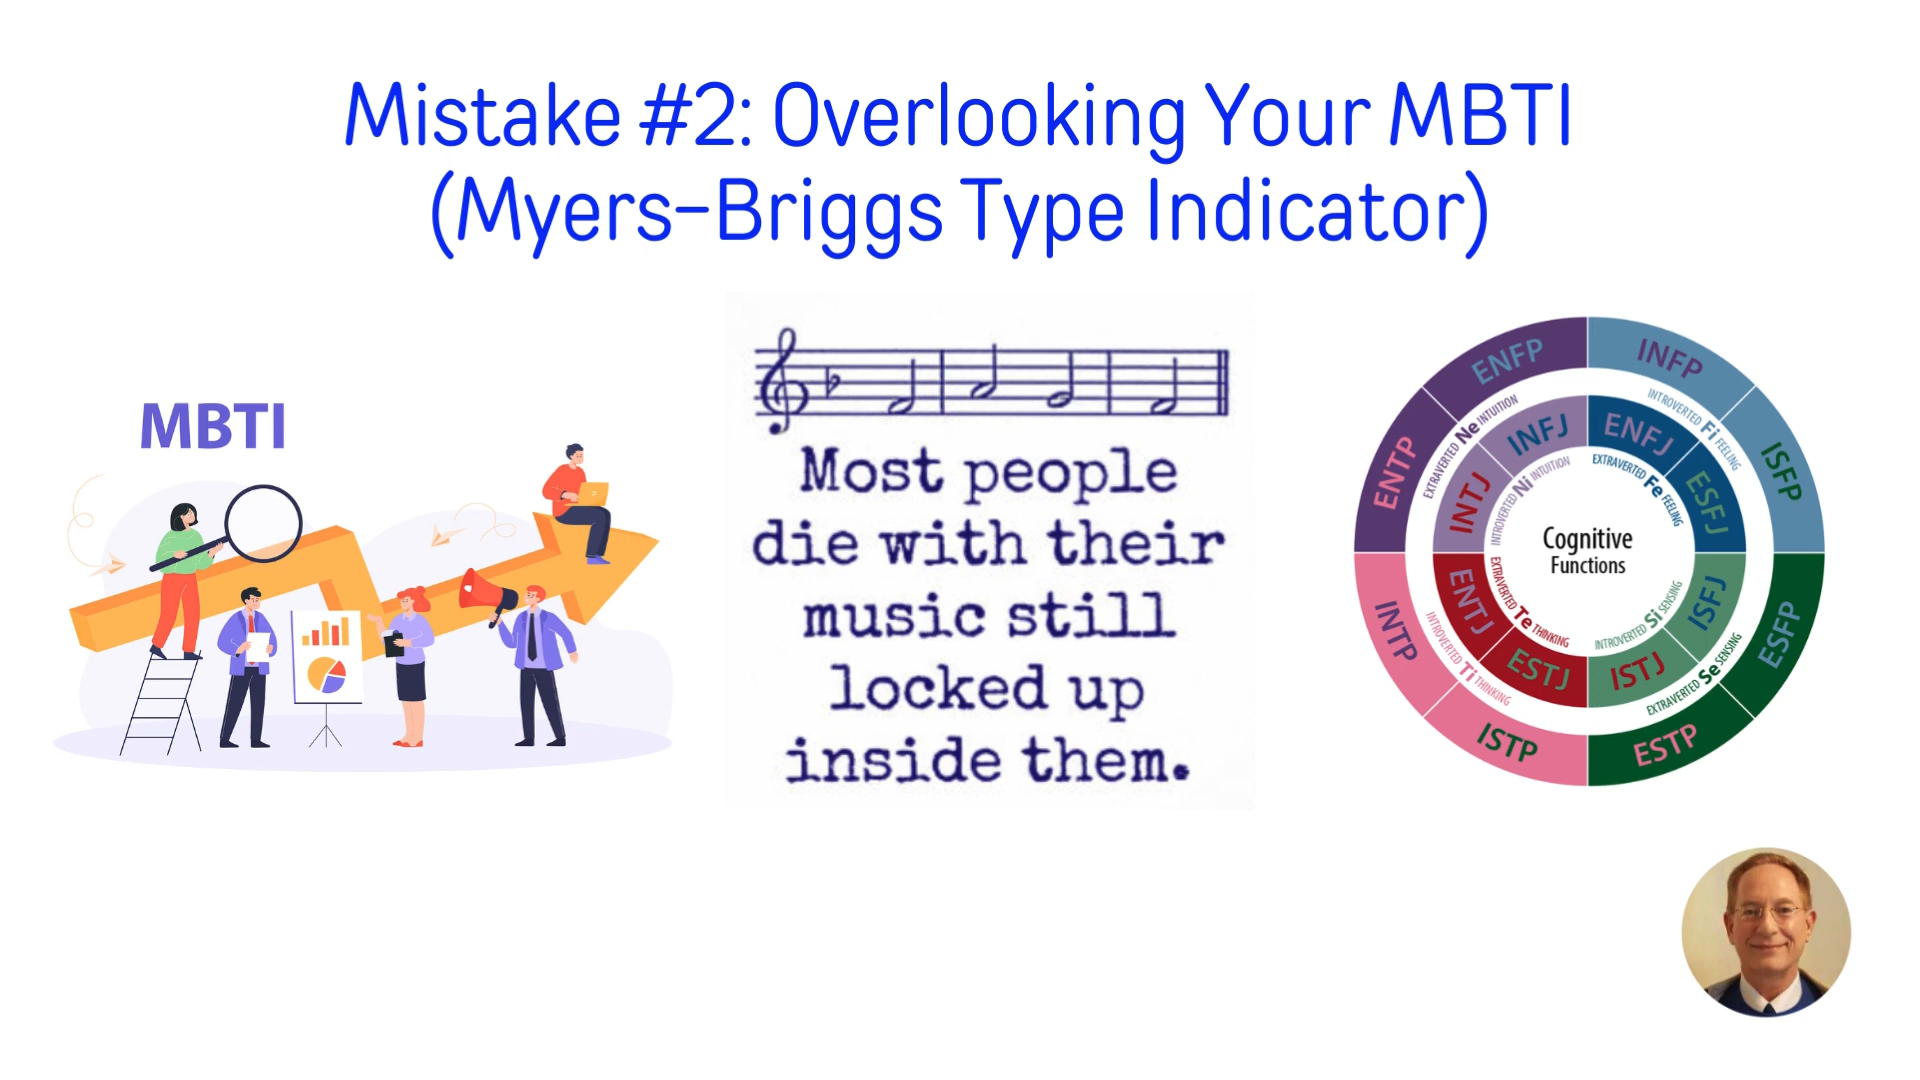 Mistake #2: Overlooking Your MBTI
(Myers-Briggs Type Indicator)
MBTI
Most people
die with their
music still
locked up
inside them.
ENFP
INFP
ISFP
ESFP
ESTP
ISTP
INTP
ENTP
EXTRAVERTED Ne INTUITION
INTROVERTED Fi FEELING
EXTRAVERTED Se SENSING
INTROVERTED Ti THINKING
INFJ
ENFJ
ESFJ
ISFJ
ISTJ
ESTJ
ENTJ
INTJ
INTROVERTED Ni INTUITION
EXTRAVERTED Fe FEELING
INTROVERTED Si SENSING
EXTRAVERTED Te THINKING
Cognitive
Functions